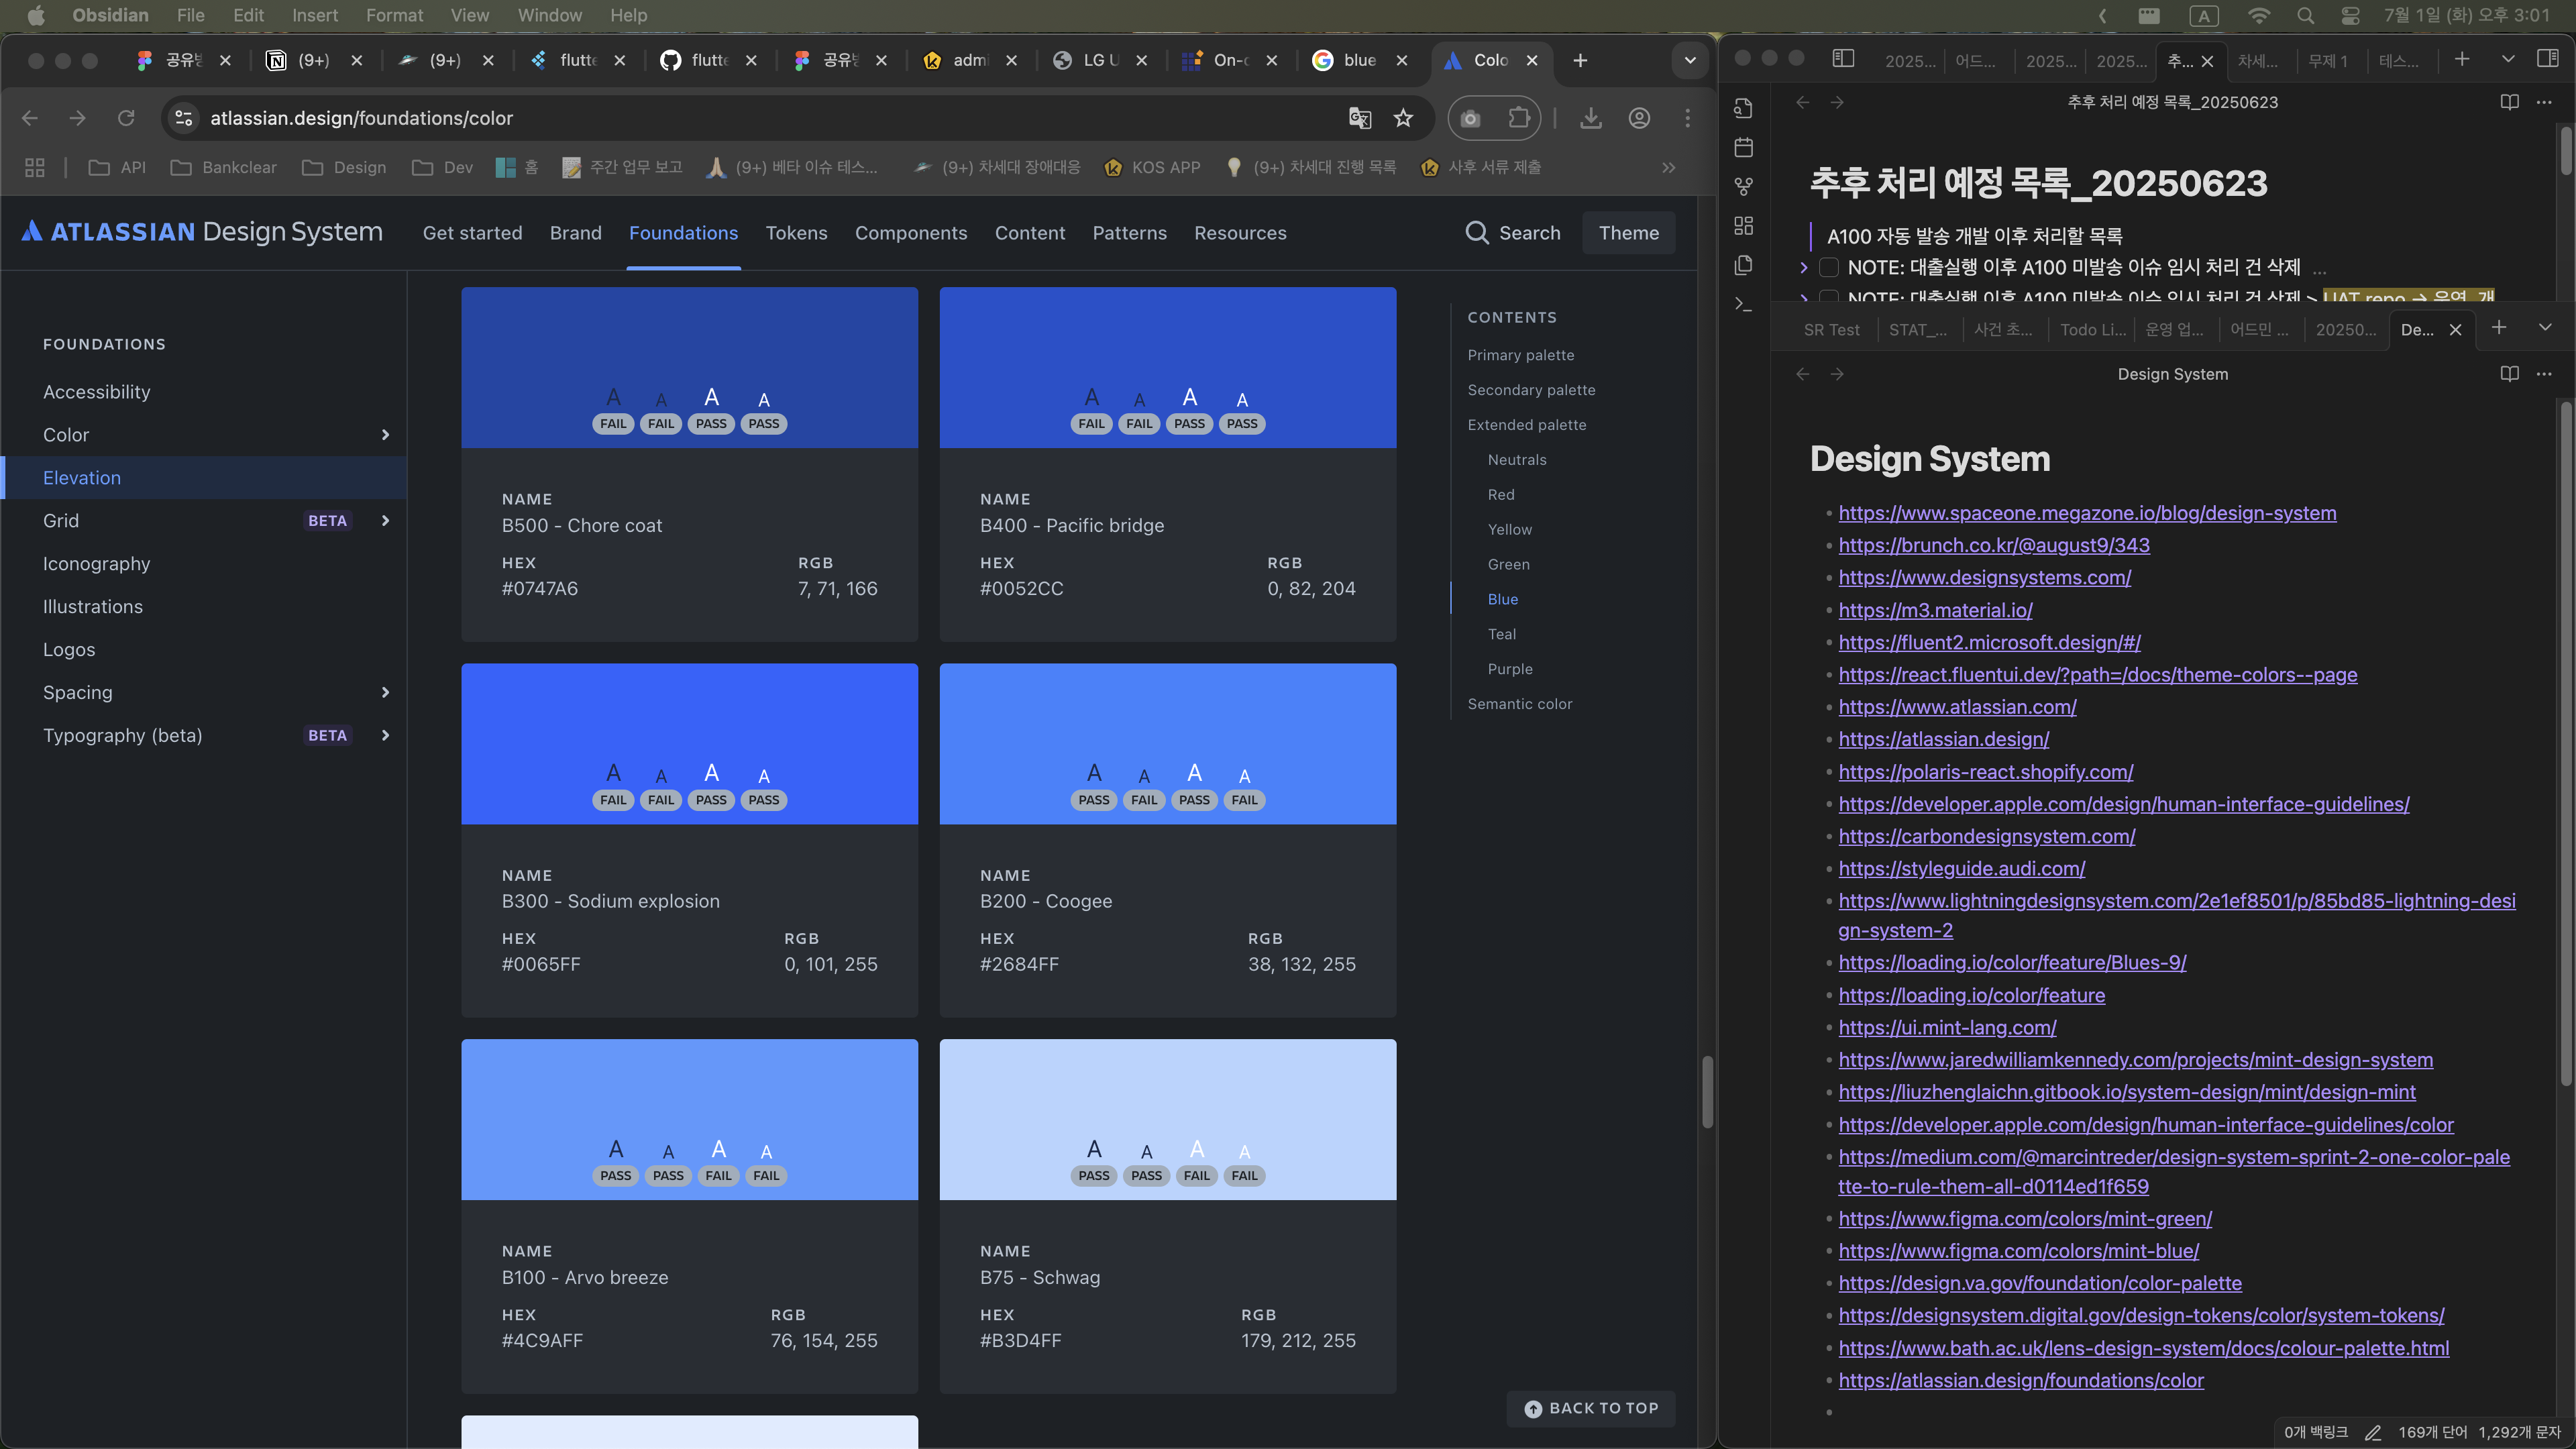 Obsidian File Edit Insert Format View Window Help
A 7월 1일 (화) 오후 3:01
(9+) (9+) LG U blue Colo
atlassian.design/foundations/color
API Bankclear Design Dev 홈 주간 업무 보고 (9+) 베타 이슈 테스... (9+) 차세대 장애대응 KOS APP (9+) 차세대 진행 목록 사후 서류 제출
ATLASSIAN Design System
Get started Brand Foundations Tokens Components Content Patterns Resources Search Theme
FOUNDATIONS
Accessibility
Color
Elevation
Grid BETA
Iconography
Illustrations
Logos
Spacing
Typography (beta) BETA
A A A A A A A A
FAIL FAIL PASS PASS FAIL FAIL PASS PASS
NAME NAME
B500 - Chore coat B400 - Pacific bridge
HEX RGB HEX RGB
#0747A6 7, 71, 166 #0052CC 0, 82, 204
A A A A A A A A
FAIL FAIL PASS PASS PASS FAIL PASS FAIL
NAME NAME
B300 - Sodium explosion B200 - Coogee
HEX RGB HEX RGB
#0065FF 0, 101, 255 #2684FF 38, 132, 255
A A A A A A A A
PASS PASS FAIL FAIL PASS PASS FAIL FAIL
NAME NAME
B100 - Arvo breeze B75 - Schwag
HEX RGB HEX RGB
#4C9AFF 76, 154, 255 #B3D4FF 179, 212, 255
CONTENTS
Primary palette
Secondary palette
Extended palette
Neutrals
Red
Yellow
Green
Blue
Teal
Purple
Semantic color
BACK TO TOP
2025... 어드... 2025... 2025... 추... 차세... 무제 1 테스...
추후 처리 예정 목록_20250623
추후 처리 예정 목록_20250623
A100 자동 발송 개발 이후 처리할 목록
NOTE: 대출실행 이후 A100 미발송 이슈 임시 처리 건 삭제 ...
NOTE: 대출실행 이후 A100 미발송 이슈 임시 처리 건 삭제 > UAT repo → 운영, 개
SR Test STAT_... 사건 초... Todo Li... 운영 업... 어드민 ... 20250... De...
Design System
Design System
https://www.spaceone.megazone.io/blog/design-system
https://brunch.co.kr/@august9/343
https://www.designsystems.com/
https://m3.material.io/
https://fluent2.microsoft.design/#/
https://react.fluentui.dev/?path=/docs/theme-colors--page
https://www.atlassian.com/
https://atlassian.design/
https://polaris-react.shopify.com/
https://developer.apple.com/design/human-interface-guidelines/
https://carbondesignsystem.com/
https://styleguide.audi.com/
https://www.lightningdesignsystem.com/2e1ef8501/p/85bd85-lightning-desi
gn-system-2
https://loading.io/color/feature/Blues-9/
https://loading.io/color/feature
https://ui.mint-lang.com/
https://www.jaredwilliamkennedy.com/projects/mint-design-system
https://liuzhenglaichn.gitbook.io/system-design/mint/design-mint
https://developer.apple.com/design/human-interface-guidelines/color
https://medium.com/@marcintreder/design-system-sprint-2-one-color-pale
tte-to-rule-them-all-d0114ed1f659
https://www.figma.com/colors/mint-green/
https://www.figma.com/colors/mint-blue/
https://design.va.gov/foundation/color-palette
https://designsystem.digital.gov/design-tokens/color/system-tokens/
https://www.bath.ac.uk/lens-design-system/docs/colour-palette.html
https://atlassian.design/foundations/color
0개 백링크 169개 단어 1,292개 문자